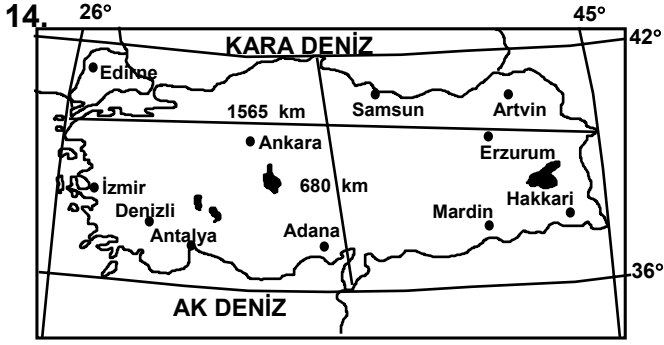 14.
26° 45°
42°
KARA DENİZ
Edirne
1565 km
Samsun
Artvin
Ankara
Erzurum
İzmir
680 km
Hakkari
Denizli
Mardin
Antalya
Adana
36°
AK DENİZ